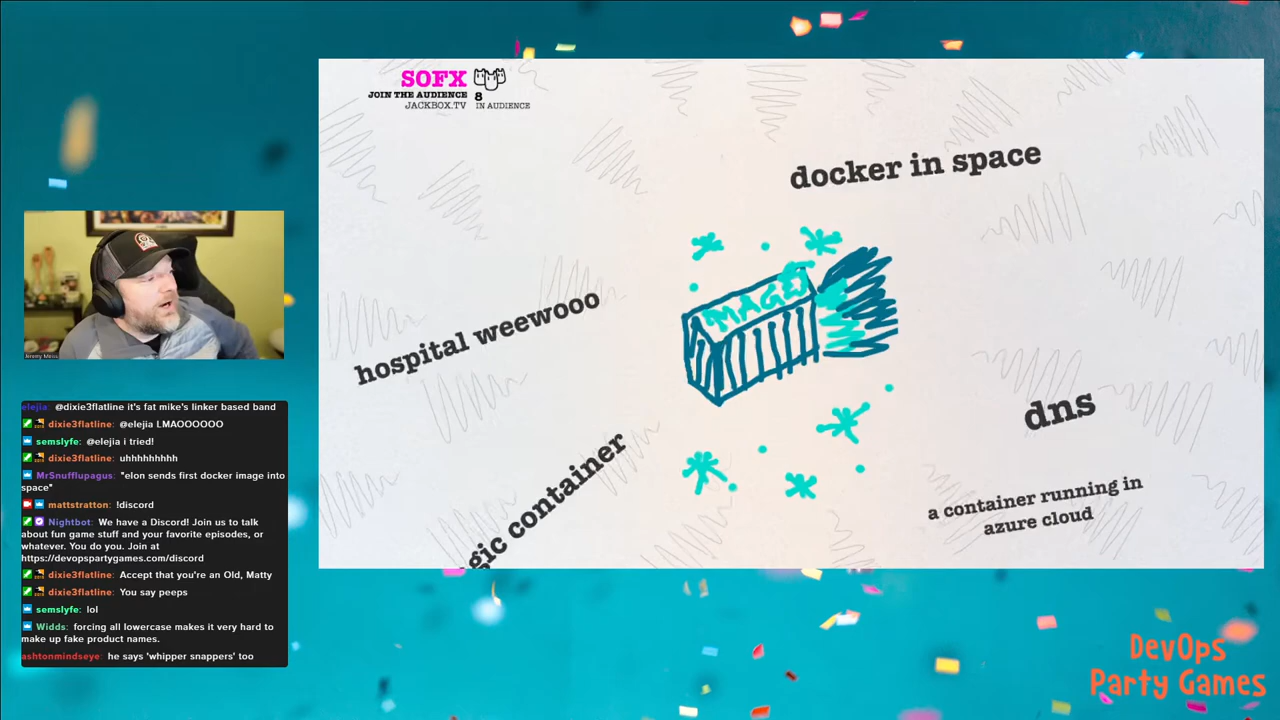 SOFX
JOIN THE AUDIENCE
JACKBOX.TV
8
IN AUDIENCE
docker in space
hospital weewooo
gic container
dns
a container running in
azure cloud
Jeremy Meiss
elejia: @dixie3flatline it's fat mike's linker based band
dixie3flatline: @elejia LMAOOOOOO
semslyfe: @elejia i tried!
dixie3flatline: uhhhhhhhhh
MrSnufflupagus: "elon sends first docker image into
space"
mattstratton: !discord
Nightbot: We have a Discord! Join us to talk
about fun game stuff and your favorite episodes, or
whatever. You do you. Join at
https://devopspartygames.com/discord
dixie3flatline: Accept that you're an Old, Matty
dixie3flatline: You say peeps
semslyfe: lol
Widds: forcing all lowercase makes it very hard to
make up fake product names.
ashtonmindseye: he says 'whipper snappers' too
DevOps
Party Games